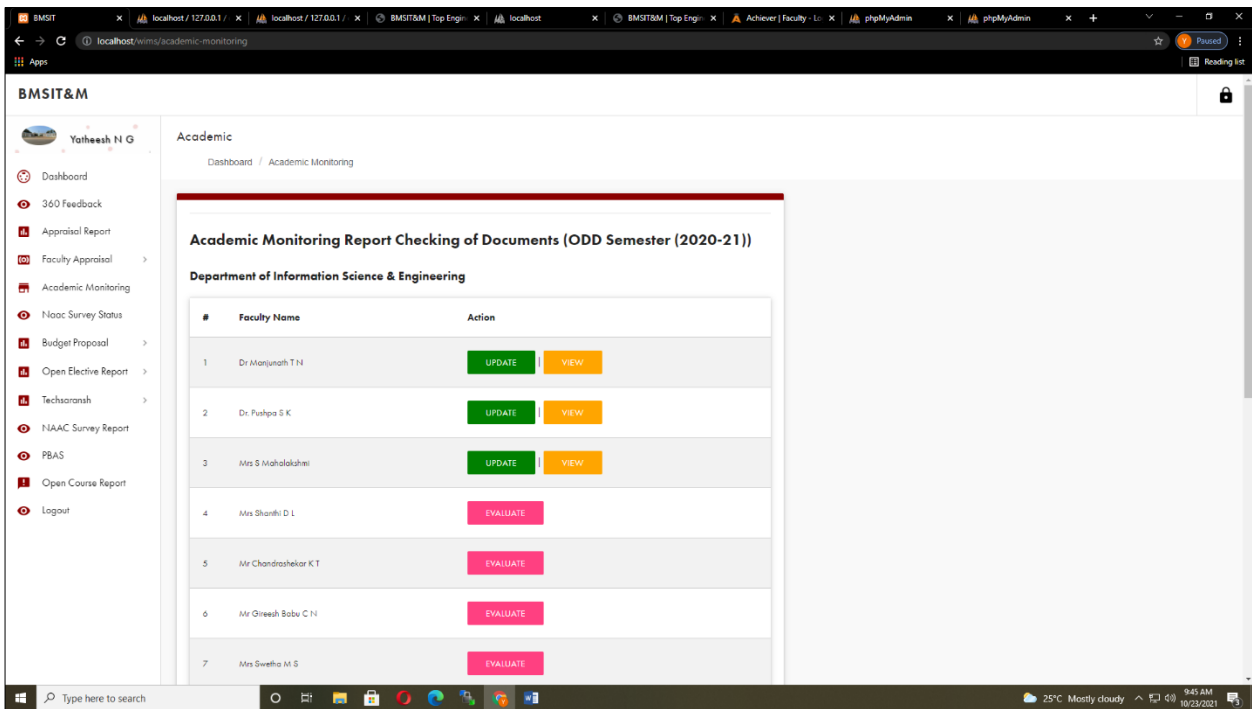 BMSIT
localhost / 127.0.0.1 /
localhost / 127.0.0.1 /
BMSIT&M | Top Engin
localhost
BMSIT&M | Top Engin
Achiever | Faculty - Lo
phpMyAdmin
phpMyAdmin
localhost/wims/academic-monitoring
Paused
Apps
Reading list
BMSIT&M
Yatheesh N G
Dashboard
360 Feedback
Appraisal Report
Faculty Appraisal
Academic Monitoring
Naac Survey Status
Budget Proposal
Open Elective Report
Techsaransh
NAAC Survey Report
PBAS
Open Course Report
Logout
Academic
Dashboard / Academic Monitoring
Academic Monitoring Report Checking of Documents (ODD Semester (2020-21))
Department of Information Science & Engineering
# Faculty Name Action
1 Dr Manjunath T N UPDATE | VIEW
2 Dr. Pushpa S K UPDATE | VIEW
3 Mrs S Mahalakshmi UPDATE | VIEW
4 Mrs Shanthi D L EVALUATE
5 Mr Chandrashekar K T EVALUATE
6 Mr Gireesh Babu C N EVALUATE
7 Mrs Swetha M S EVALUATE
Type here to search
25°C Mostly cloudy
9:45 AM
10/23/2021